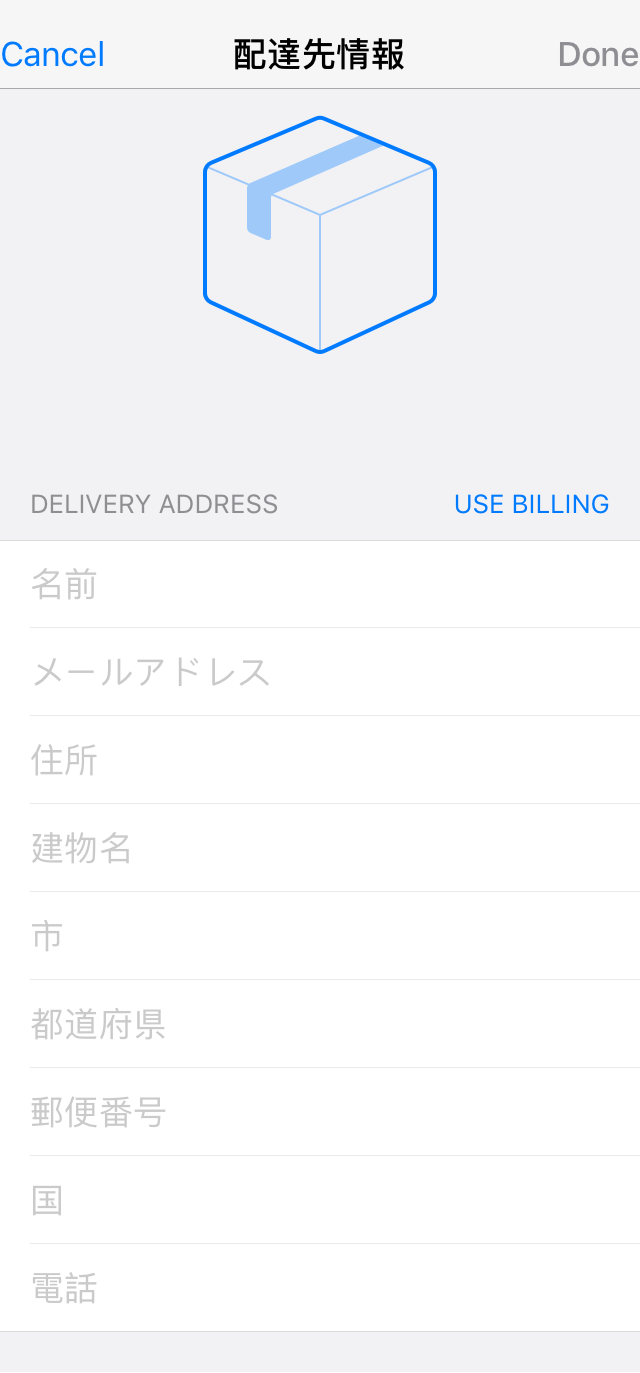 Cancel 配達先情報 Done
DELIVERY ADDRESS USE BILLING
名前
メールアドレス
住所
建物名
市
都道府県
郵便番号
国
電話